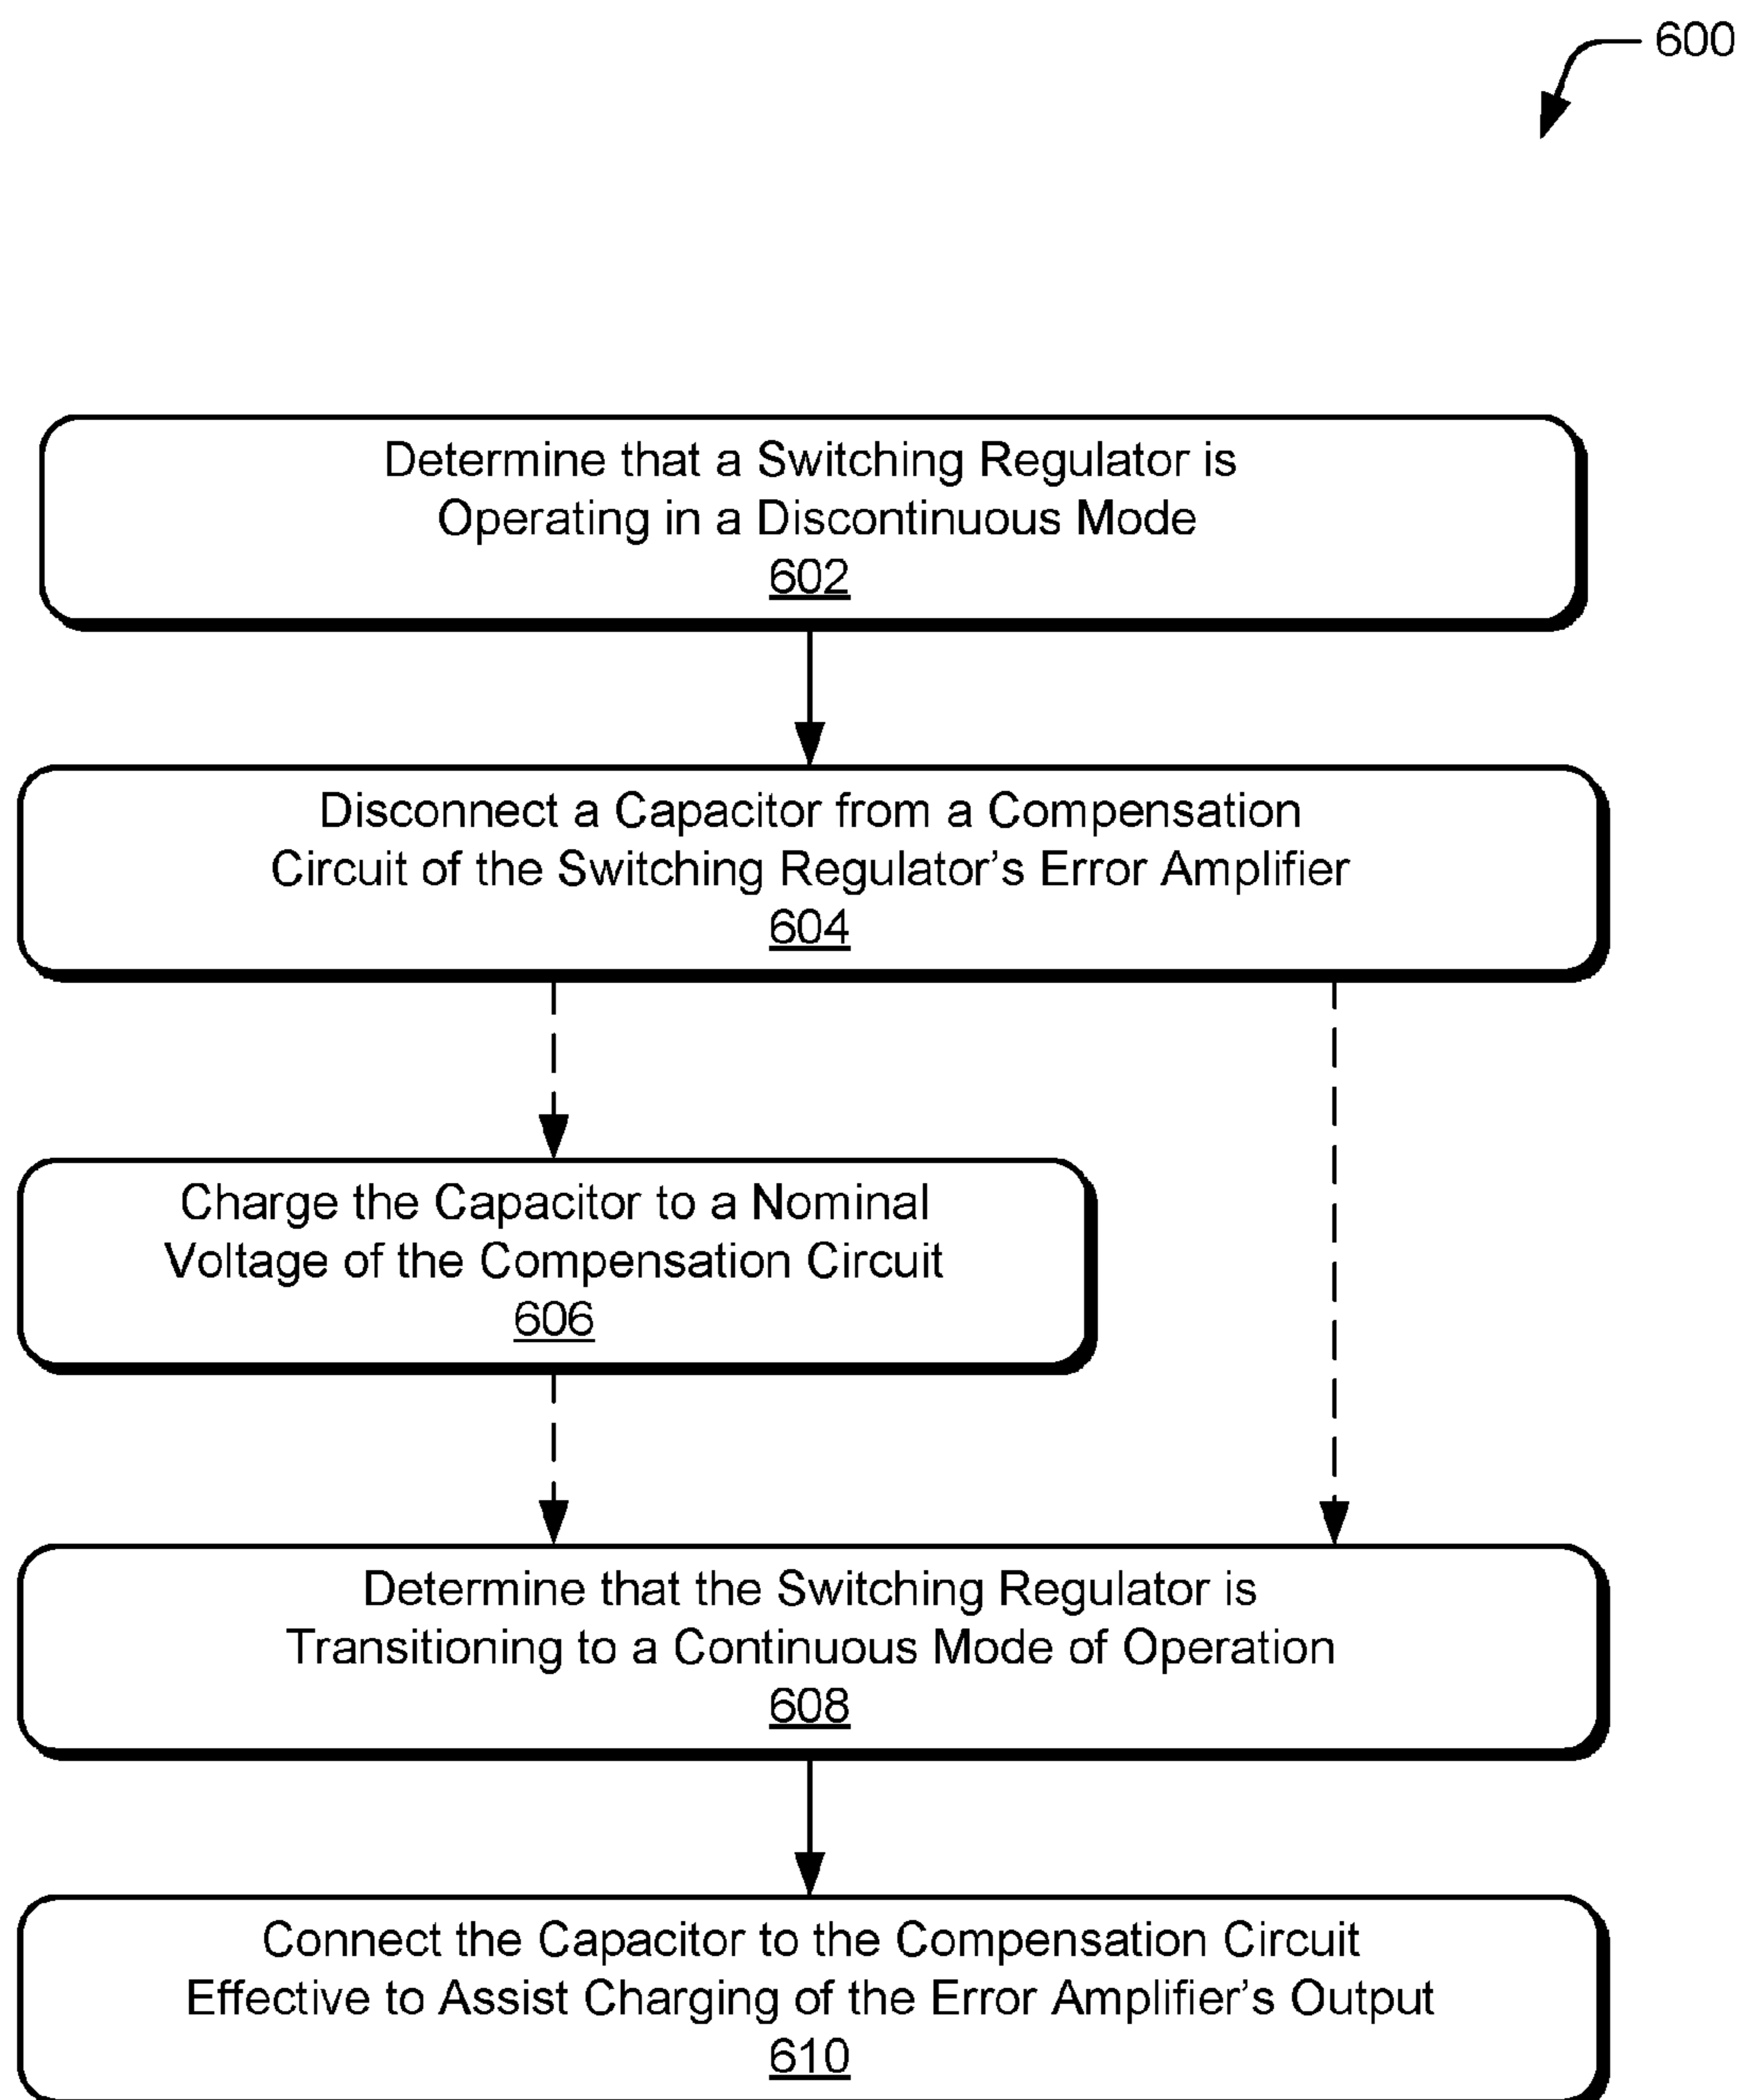 600
Determine that a Switching Regulator is
Operating in a Discontinuous Mode
602
Disconnect a Capacitor from a Compensation
Circuit of the Switching Regulator's Error Amplifier
604
Charge the Capacitor to a Nominal
Voltage of the Compensation Circuit
606
Determine that the Switching Regulator is
Transitioning to a Continuous Mode of Operation
608
Connect the Capacitor to the Compensation Circuit
Effective to Assist Charging of the Error Amplifier's Output
610